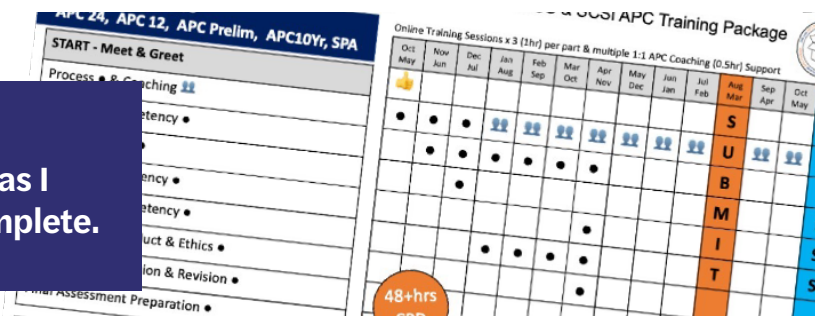 APC 24, APC 12, APC Prelim, APC10Yr, SPA
START - Meet & Greet
Process ● & Coaching
etency ●
●
ency ●
etency ●
uct & Ethics ●
ion & Revision ●
Final Assessment Preparation ●
as I
mplete.
& SCSI APC Training Package
Online Training Sessions x 3 (1hr) per part & multiple 1:1 APC Coaching (0.5hr) Support
Oct Nov Dec Jan Feb Mar Apr May Jun Jul Aug Sep Oct
May Jun Jul Aug Sep Oct Nov Dec Jan Feb Mar Apr May
S
U
B
M
I
T
S
S
48+hrs
CPD